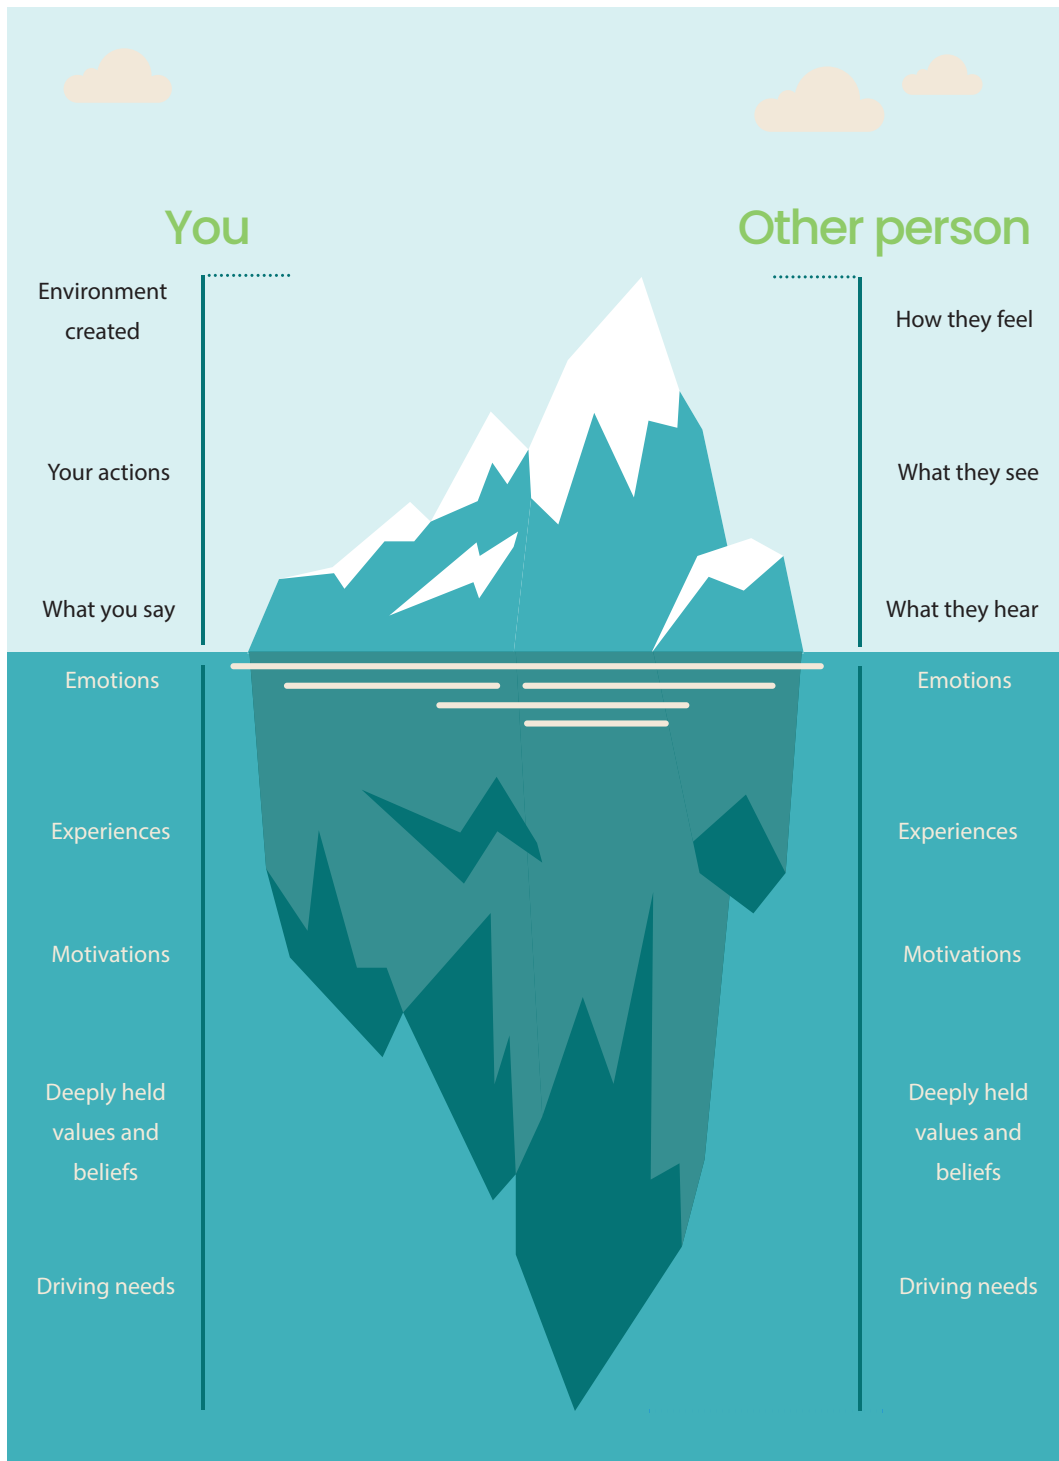 You
Other person
Environment
created
How they feel
Your actions
What they see
What you say
What they hear
Emotions
Emotions
Experiences
Experiences
Motivations
Motivations
Deeply held
values and
beliefs
Deeply held
values and
beliefs
Driving needs
Driving needs